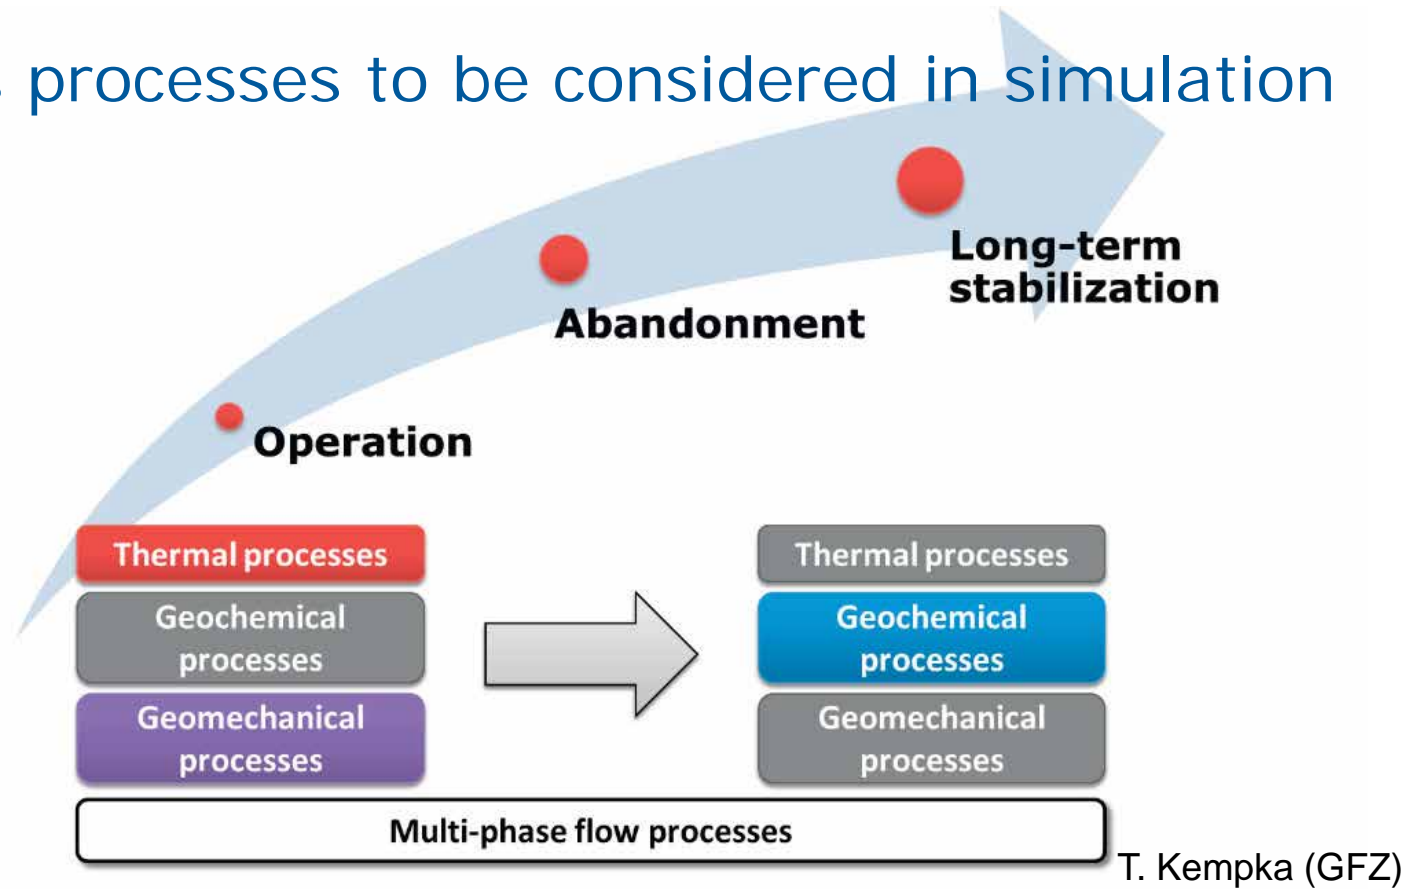 processes to be considered in simulation
Long-term
stabilization
Abandonment
Operation
Thermal processes
Geochemical
processes
Geomechanical
processes
Thermal processes
Geochemical
processes
Geomechanical
processes
Multi-phase flow processes
T. Kempka (GFZ)